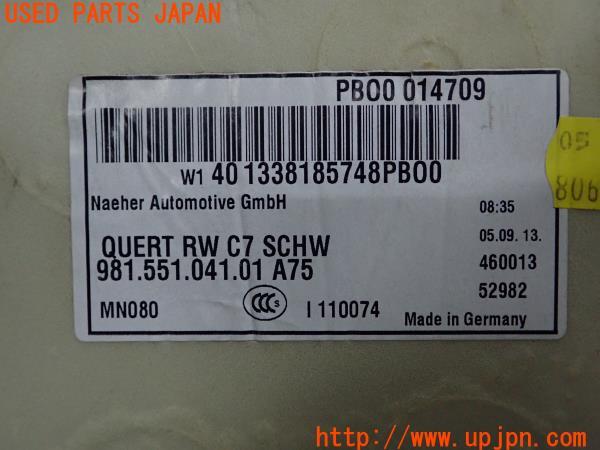 USED PARTS JAPAN
PBO0 014709
W1 40 1338185748PBO0
Naeher Automotive GmbH
08:35
QUERT RW C7 SCHW
05.09. 13.
981.551.041.01 A75
460013
52982
MN080
CCC S
I 110074
Made in Germany
05
806
UPJ
http://www.upjpn.com/